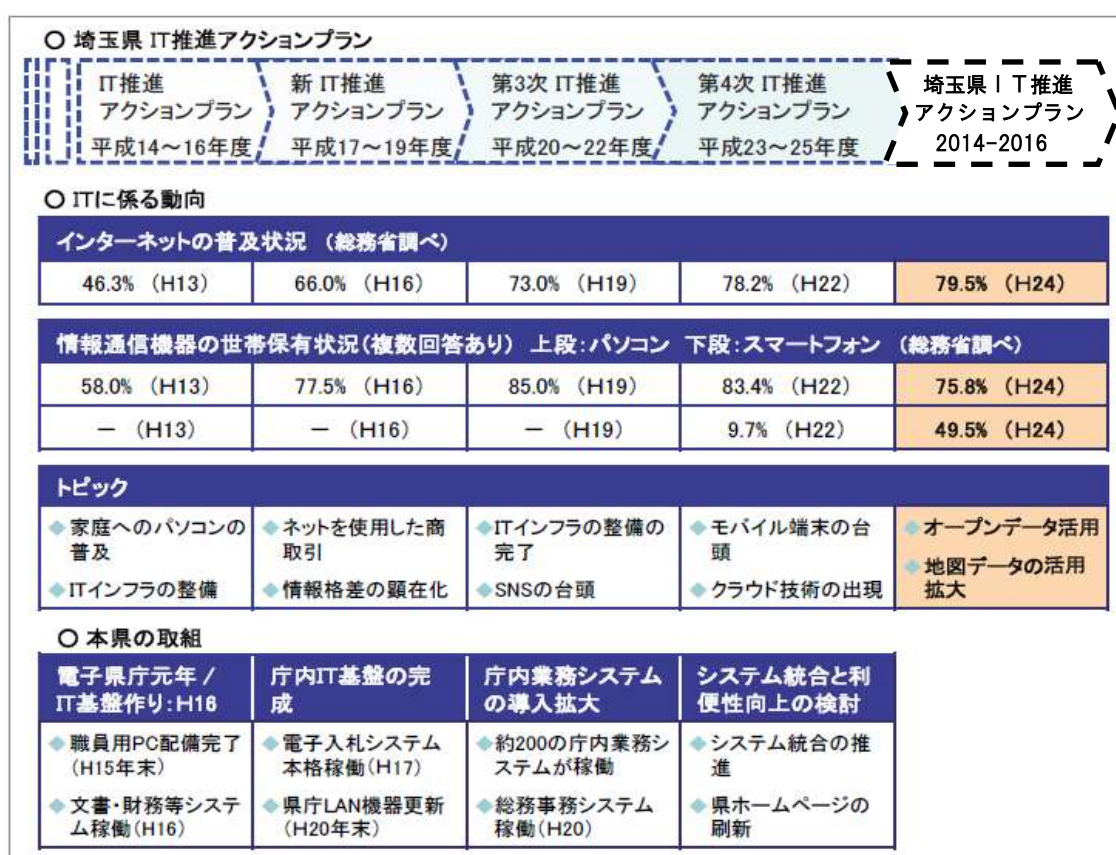 ○ 埼玉県 IT推進アクションプラン
IT推進
アクションプラン
平成14～16年度
新 IT推進
アクションプラン
平成17～19年度
第3次 IT推進
アクションプラン
平成20～22年度
第4次 IT推進
アクションプラン
平成23～25年度
埼玉県ＩＴ推進
アクションプラン
2014-2016
○ ITに係る動向
インターネットの普及状況 （総務省調べ）
46.3% （H13） 66.0% （H16） 73.0% （H19） 78.2% （H22） 79.5% （H24）
情報通信機器の世帯保有状況（複数回答あり） 上段：パソコン 下段：スマートフォン （総務省調べ）
58.0% （H13） 77.5% （H16） 85.0% （H19） 83.4% （H22） 75.8% （H24）
－ （H13） － （H16） － （H19） 9.7% （H22） 49.5% （H24）
トピック
◆家庭へのパソコンの
普及
◆ITインフラの整備
◆ネットを使用した商
取引
◆情報格差の顕在化
◆ITインフラの整備の
完了
◆SNSの台頭
◆モバイル端末の台
頭
◆クラウド技術の出現
◆オープンデータ活用
◆地図データの活用
拡大
○ 本県の取組
電子県庁元年 /
IT基盤作り：H16
◆職員用PC配備完了
（H15年末）
◆文書・財務等システ
ム稼働（H16）
庁内IT基盤の完
成
◆電子入札システム
本格稼働（H17）
◆県庁LAN機器更新
（H20年末）
庁内業務システム
の導入拡大
◆約200の庁内業務シ
ステムが稼働
◆総務事務システム
稼働（H20）
システム統合と利
便性向上の検討
◆システム統合の推
進
◆県ホームページの
刷新